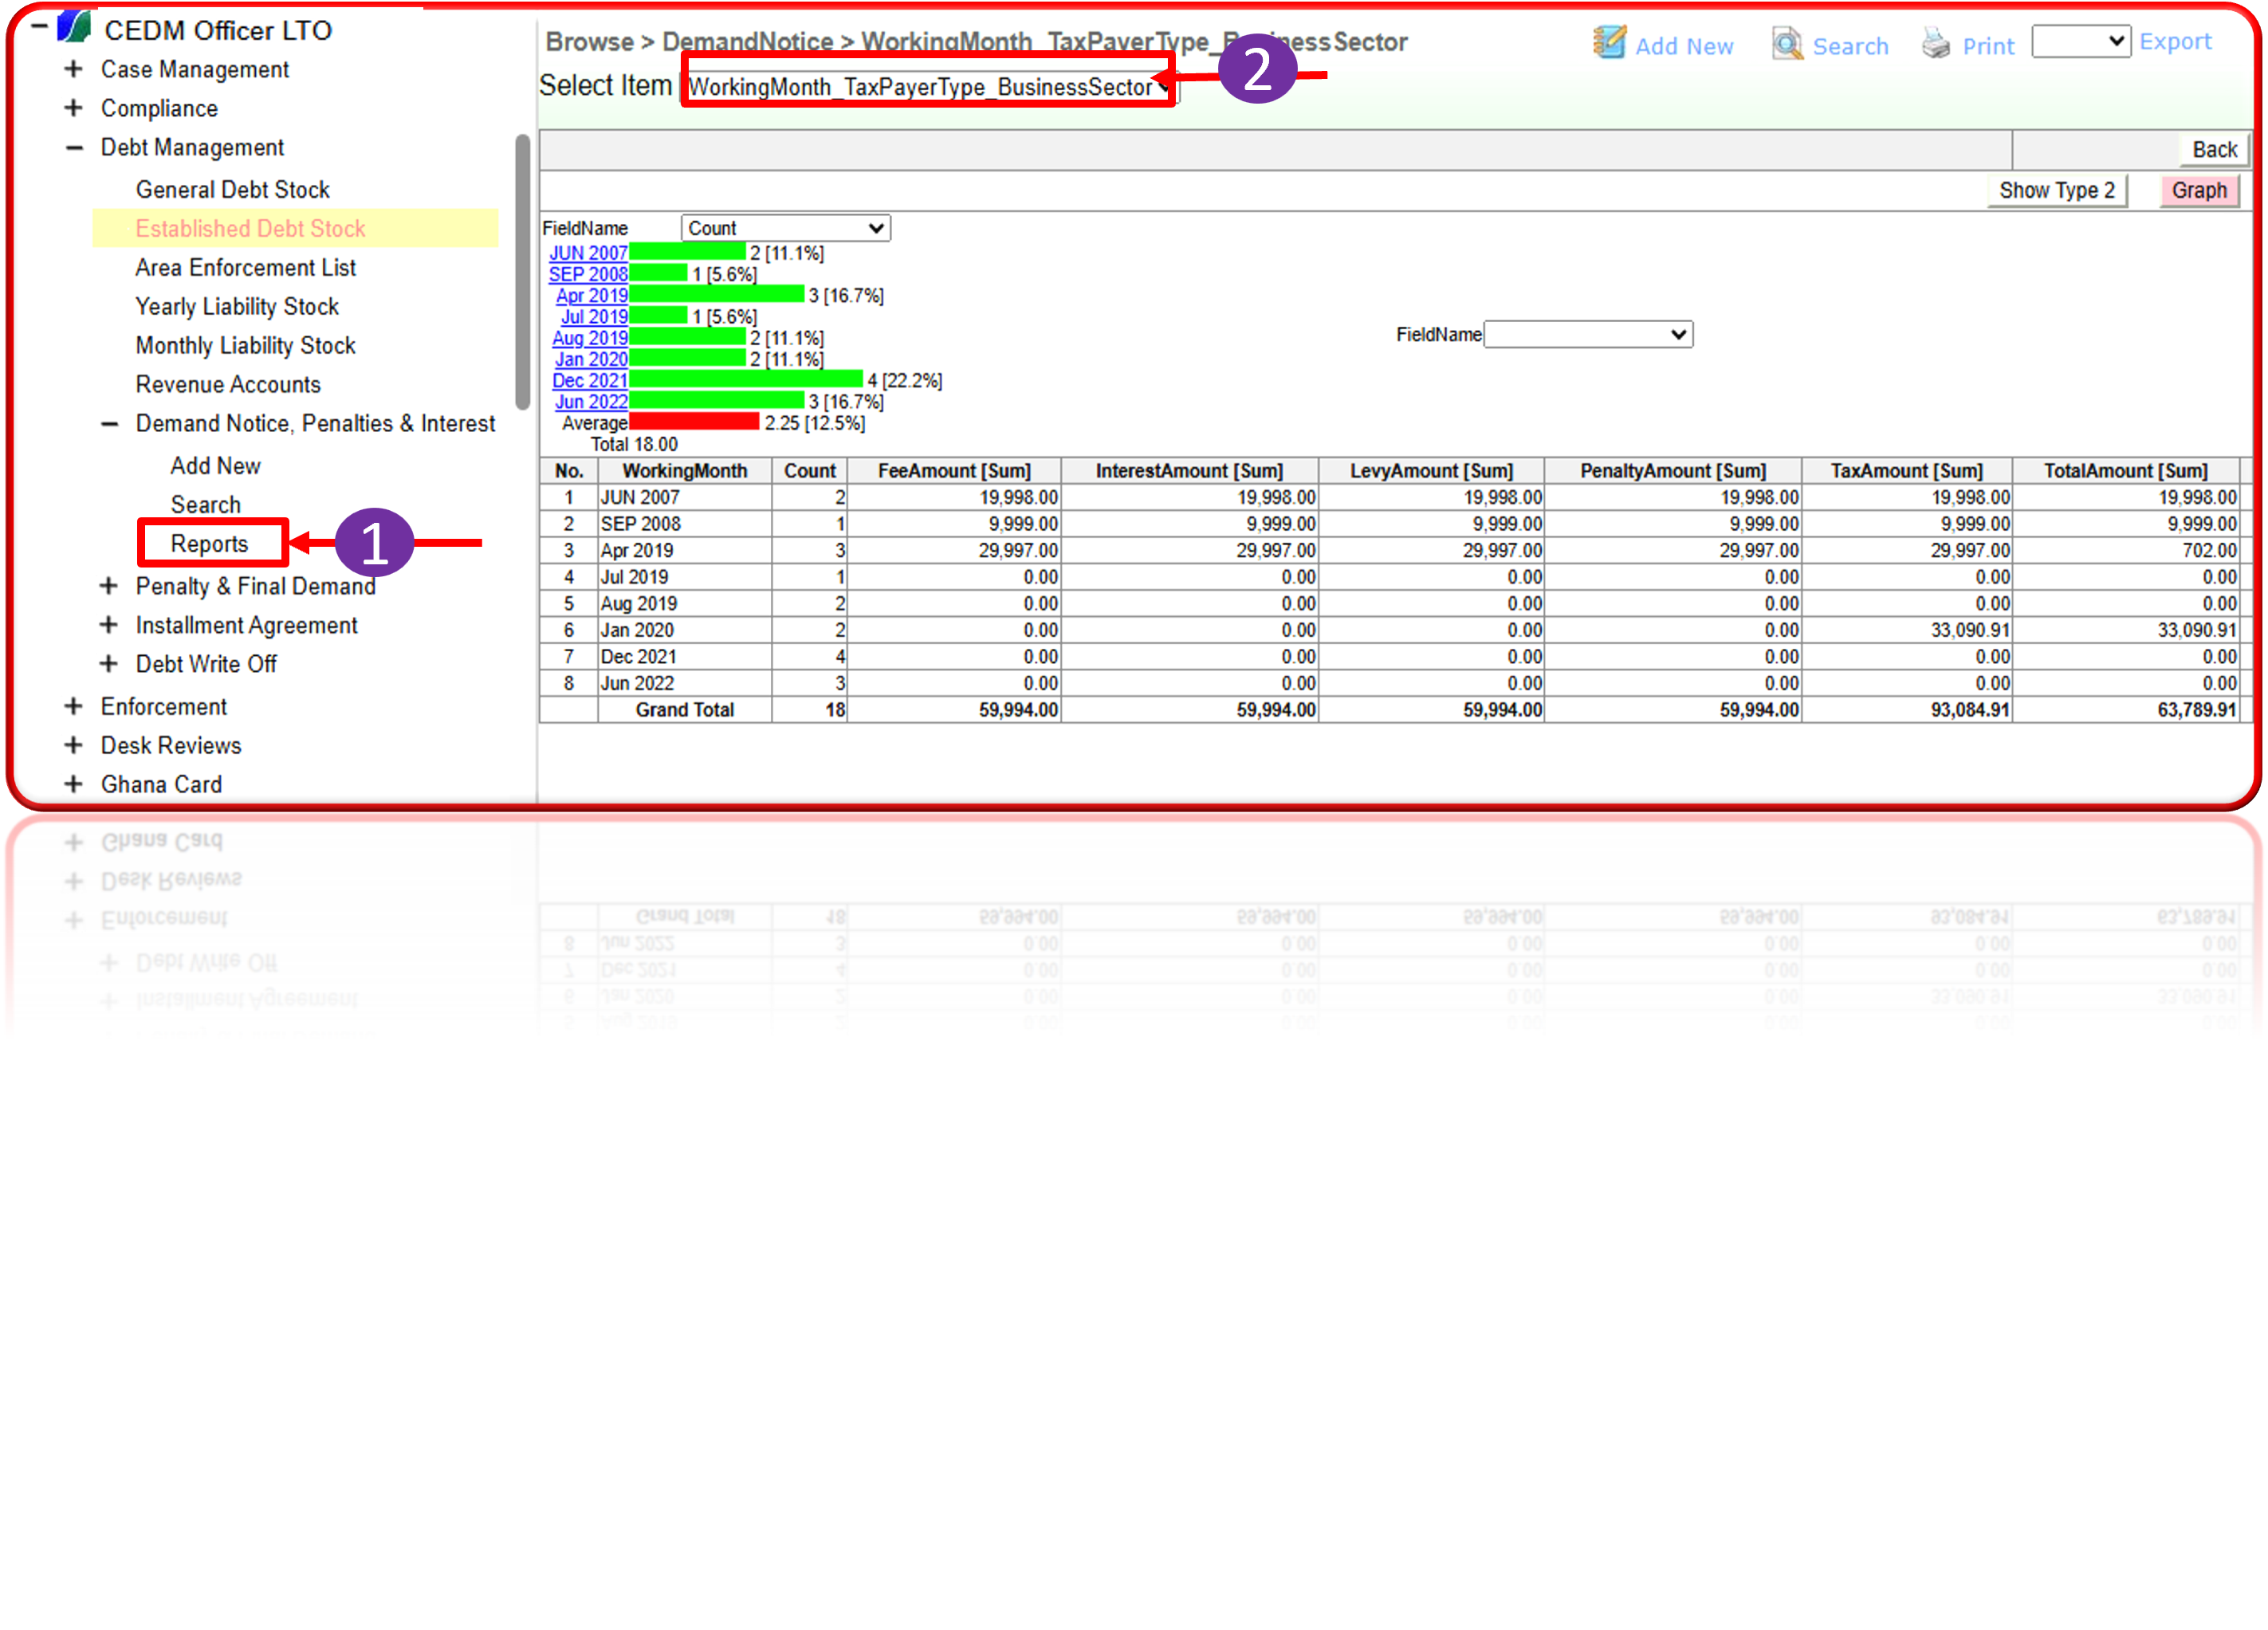 CEDM Officer LTO
Case Management
Compliance
Debt Management
General Debt Stock
Established Debt Stock
Area Enforcement List
Yearly Liability Stock
Monthly Liability Stock
Revenue Accounts
Demand Notice, Penalties & Interest
Add New
Search
Reports
1
Penalty & Final Demand
Installment Agreement
Debt Write Off
Enforcement
Desk Reviews
Ghana Card
Browse > DemandNotice > WorkingMonth_TaxPayerType_BusinessSector
Add New Search Print Export
Select Item WorkingMonth_TaxPayerType_BusinessSector
2
Back
Show Type 2 Graph
FieldName Count
JUN 2007 2 [11.1%]
SEP 2008 1 [5.6%]
Apr 2019 3 [16.7%]
Jul 2019 1 [5.6%]
Aug 2019 2 [11.1%]
Jan 2020 2 [11.1%]
Dec 2021 4 [22.2%]
Jun 2022 3 [16.7%]
Average 2.25 [12.5%]
Total 18.00
FieldName
No. WorkingMonth Count FeeAmount [Sum] InterestAmount [Sum] LevyAmount [Sum] PenaltyAmount [Sum] TaxAmount [Sum] TotalAmount [Sum]
1 JUN 2007 2 19,998.00 19,998.00 19,998.00 19,998.00 19,998.00 19,998.00
2 SEP 2008 1 9,999.00 9,999.00 9,999.00 9,999.00 9,999.00 9,999.00
3 Apr 2019 3 29,997.00 29,997.00 29,997.00 29,997.00 29,997.00 702.00
4 Jul 2019 1 0.00 0.00 0.00 0.00 0.00 0.00
5 Aug 2019 2 0.00 0.00 0.00 0.00 0.00 0.00
6 Jan 2020 2 0.00 0.00 0.00 0.00 33,090.91 33,090.91
7 Dec 2021 4 0.00 0.00 0.00 0.00 0.00 0.00
8 Jun 2022 3 0.00 0.00 0.00 0.00 0.00 0.00
Grand Total 18 59,994.00 59,994.00 59,994.00 59,994.00 93,084.91 63,789.91